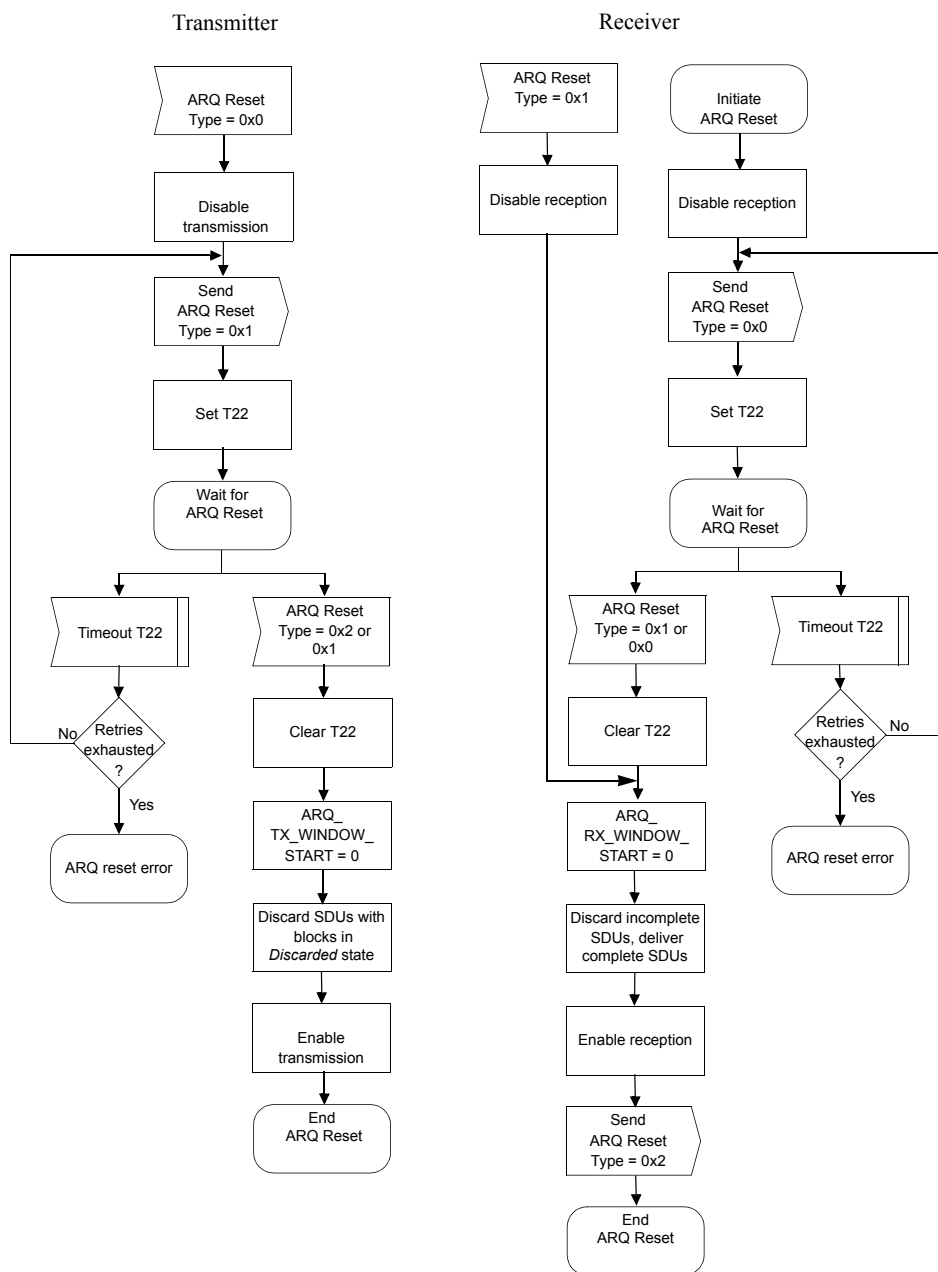 Transmitter
ARQ Reset
Type = 0x0
Disable
transmission
Send
ARQ Reset
Type = 0x1
Set T22
Wait for
ARQ Reset
Timeout T22
ARQ Reset
Type = 0x2 or
0x1
No
Retries
exhausted
?
Yes
ARQ reset error
Clear T22
ARQ_
TX_WINDOW_
START = 0
Discard SDUs with
blocks in
Discarded state
Enable
transmission
End
ARQ Reset
Receiver
ARQ Reset
Type = 0x1
Disable reception
Initiate
ARQ Reset
Disable reception
Send
ARQ Reset
Type = 0x0
Set T22
Wait for
ARQ Reset
ARQ Reset
Type = 0x1 or
0x0
Timeout T22
Clear T22
Retries
exhausted
?
No
Yes
ARQ reset error
ARQ_
RX_WINDOW_
START = 0
Discard incomplete
SDUs, deliver
complete SDUs
Enable reception
Send
ARQ Reset
Type = 0x2
End
ARQ Reset